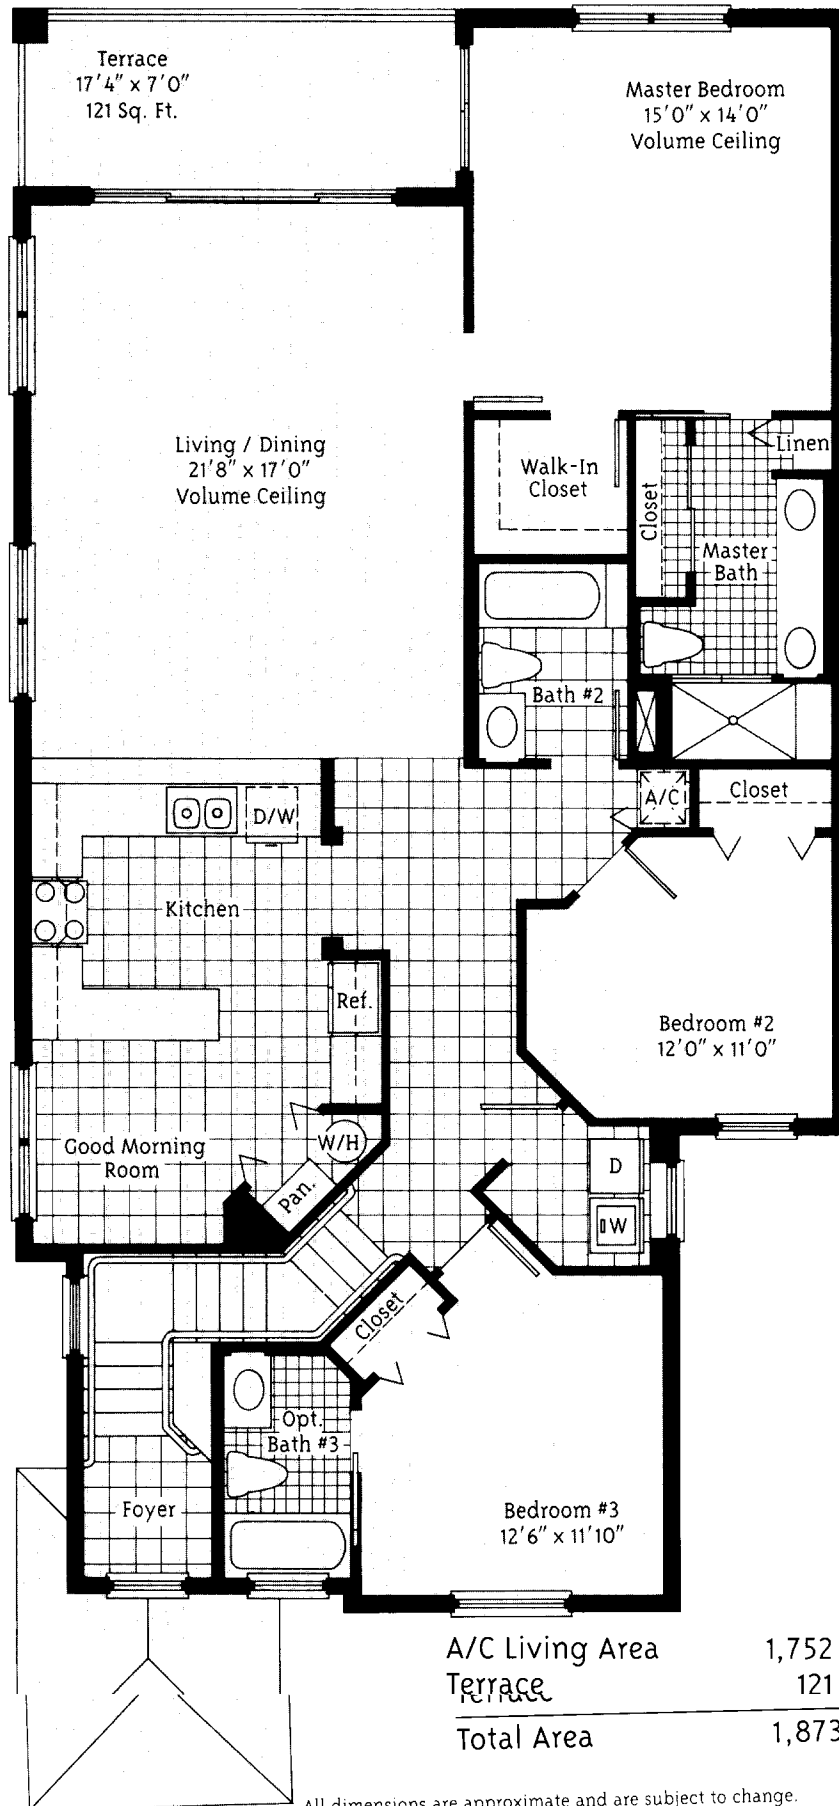 Terrace
17'4" x 7'0"
121 Sq. Ft.
Master Bedroom
15'0" x 14'0"
Volume Ceiling
Living / Dining
21'8" x 17'0"
Volume Ceiling
Walk-In
Closet
Closet
Linen
Master
Bath
Bath #2
A/C
Closet
D/W
Kitchen
Ref.
Bedroom #2
12'0" x 11'0"
Good Morning
Room
W/H
Pan.
D
W
Closet
Opt.
Bath #3
Foyer
Bedroom #3
12'6" x 11'10"
A/C Living Area 1,752
Terrace 121
Total Area 1,873
All dimensions are approximate and are subject to change.